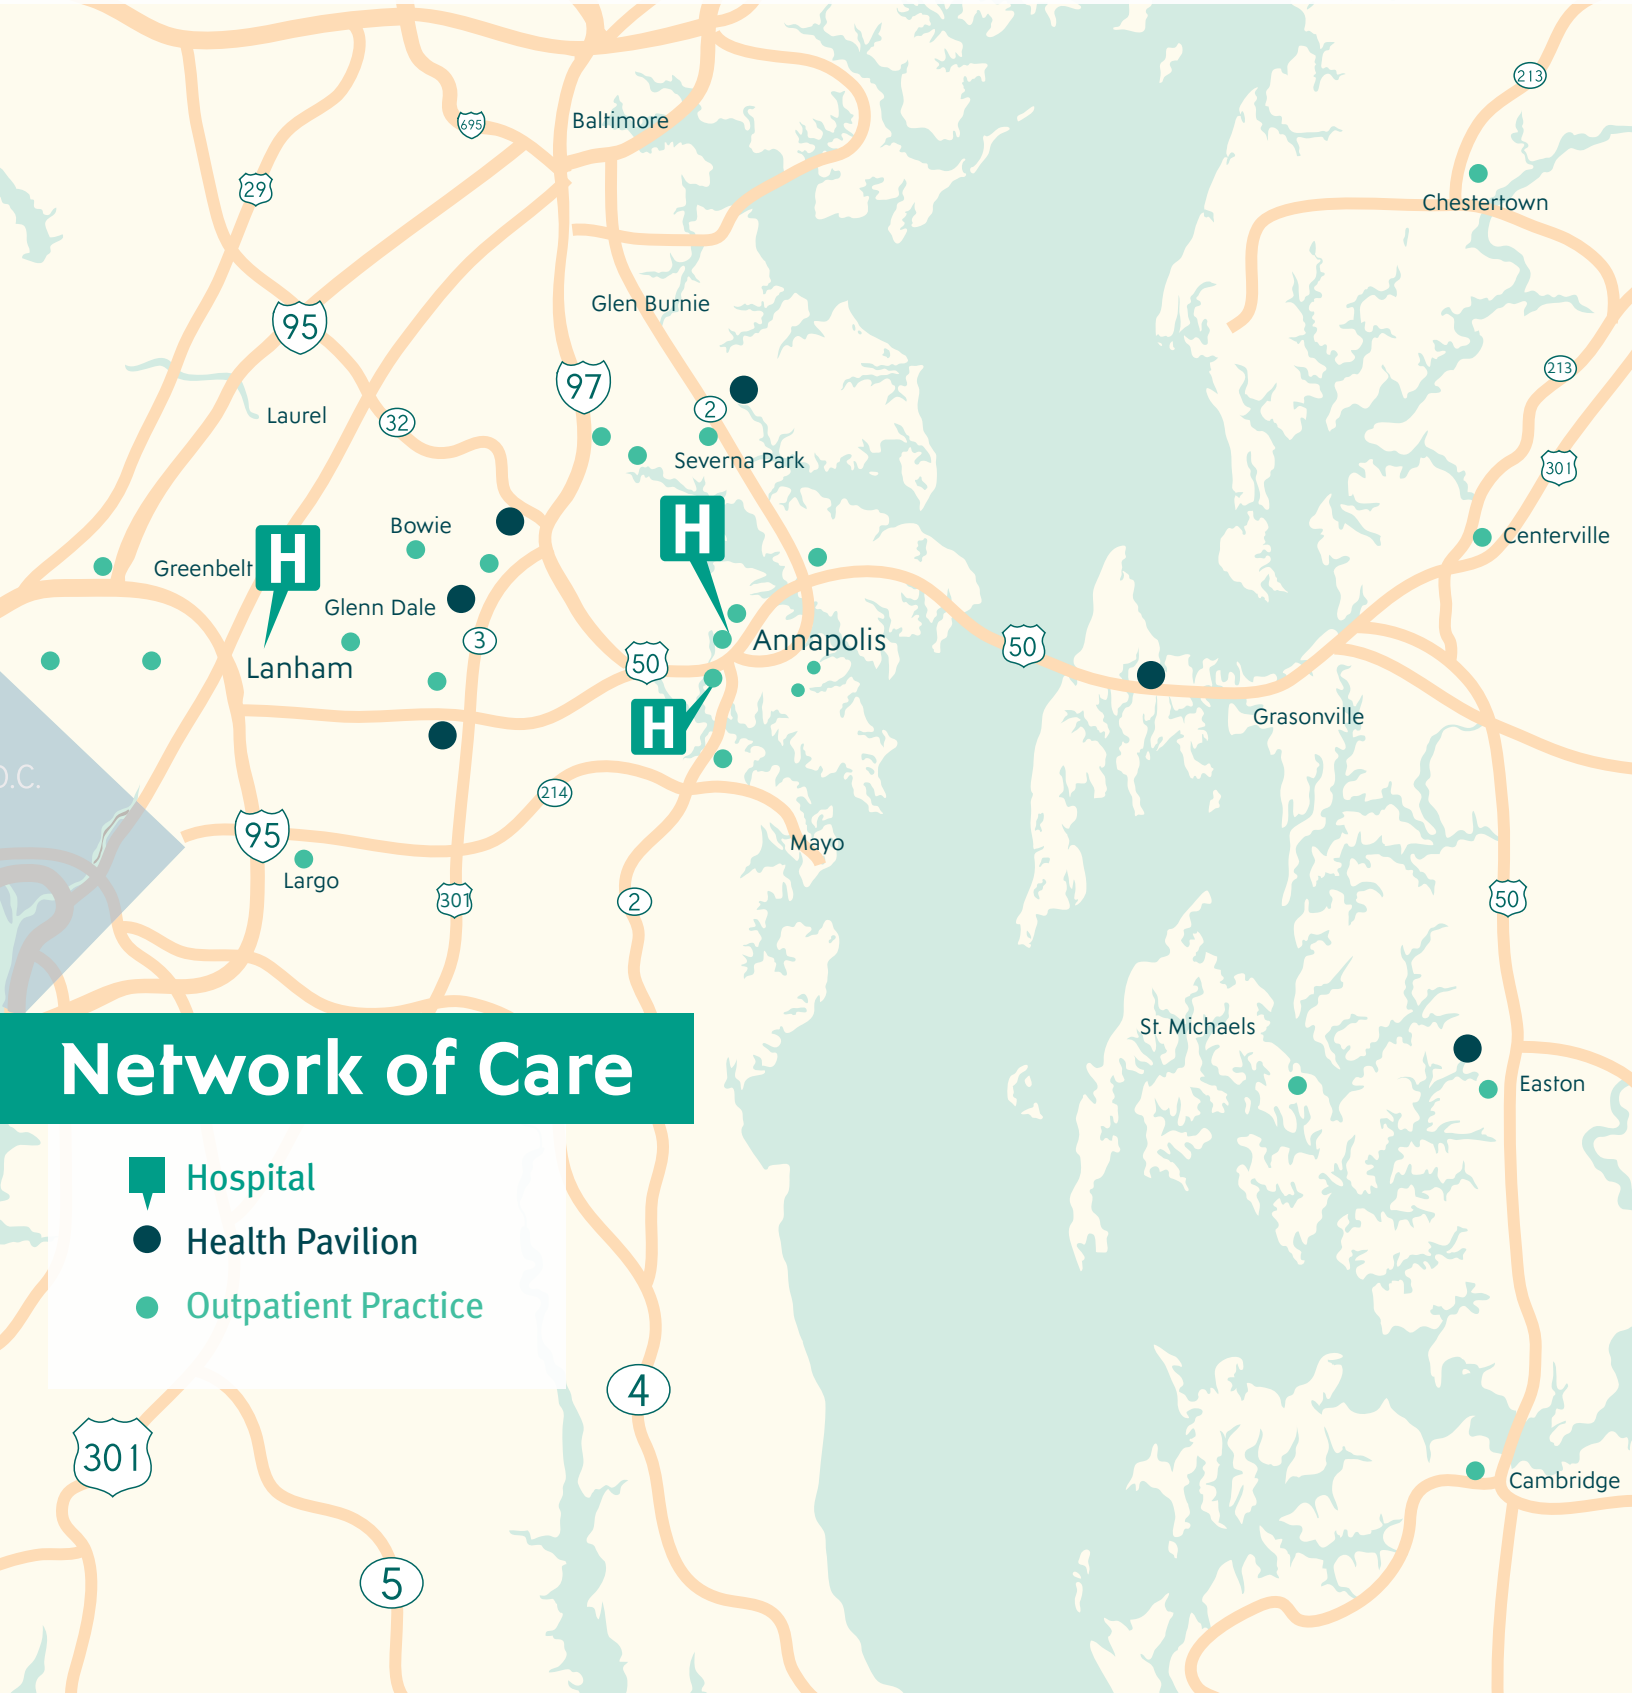 213
Baltimore
695
29
Chestertown
Glen Burnie
95
97
213
2
Laurel
32
Severna Park
301
Bowie
H
Centerville
H
Greenbelt
Glenn Dale
3
Annapolis
50
50
Lanham
H
Grasonville
D.C.
214
95
Mayo
Largo
301
2
50
St. Michaels
Network of Care
Easton
Hospital
Health Pavilion
Outpatient Practice
4
301
Cambridge
5